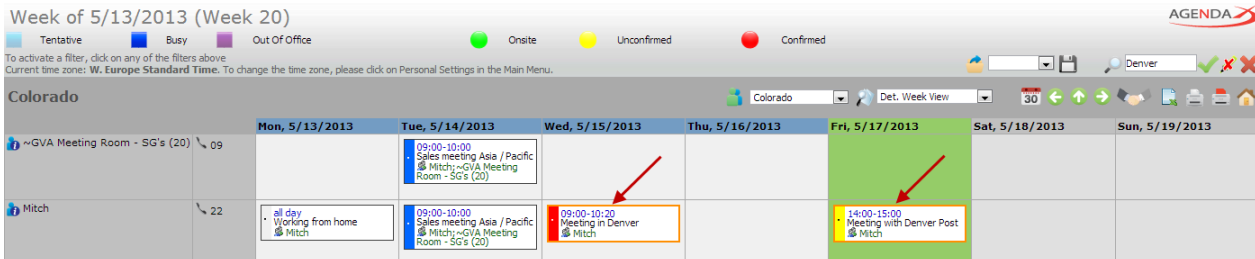 Week of 5/13/2013 (Week 20)
AGENDAX
Tentative Busy Out Of Office Onsite Unconfirmed Confirmed
To activate a filter, click on any of the filters above
Current time zone: W. Europe Standard Time. To change the time zone, please click on Personal Settings in the Main Menu.
Denver
Colorado
Colorado
Det. Week View
30
Mon, 5/13/2013 Tue, 5/14/2013 Wed, 5/15/2013 Thu, 5/16/2013 Fri, 5/17/2013 Sat, 5/18/2013 Sun, 5/19/2013
~GVA Meeting Room - SG's (20) 09
09:00-10:00
Sales meeting Asia / Pacific
Mitch;~GVA Meeting
Room - SG's (20)
Mitch 22
all day
Working from home
Mitch
09:00-10:00
Sales meeting Asia / Pacific
Mitch;~GVA Meeting
Room - SG's (20)
09:00-10:20
Meeting in Denver
Mitch
14:00-15:00
Meeting with Denver Post
Mitch